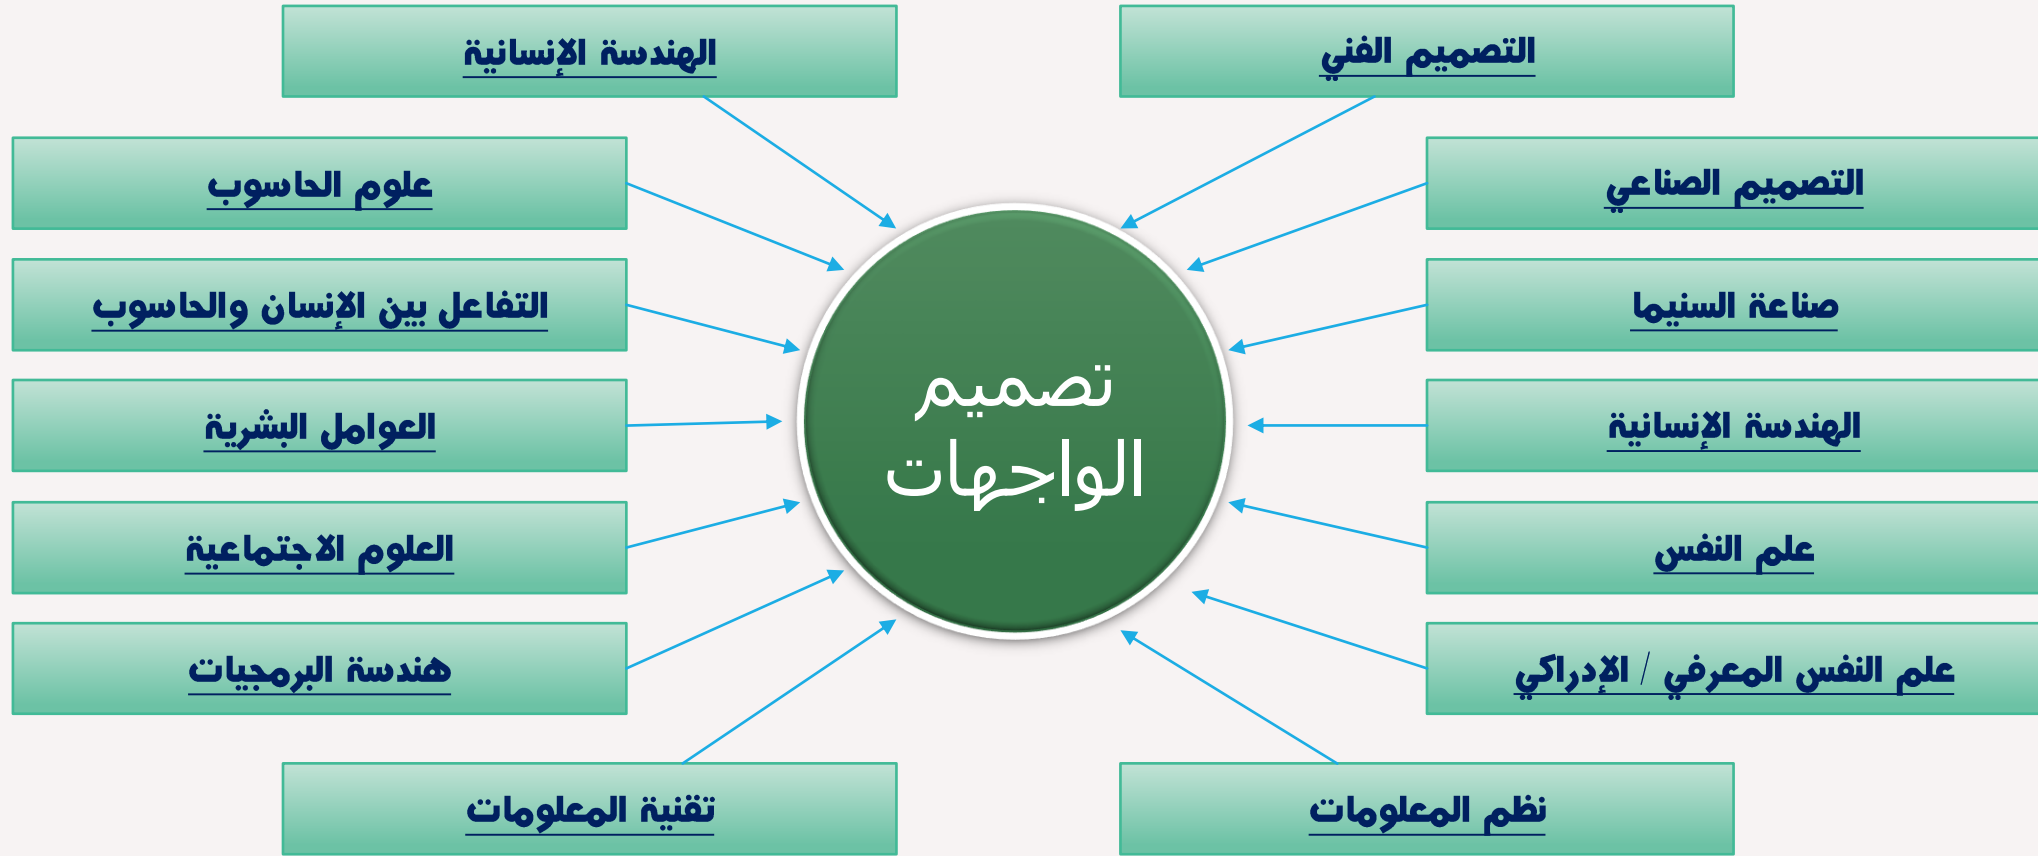 التصميم الفني
الهندسة الإنسانية
التصميم الصناعي
علوم الحاسوب
صناعة السنيما
التفاعل بين الإنسان والحاسوب
تصميم
الواجهات
الهندسة الإنسانية
العوامل البشرية
علم النفس
العلوم الاجتماعية
علم النفس المعرفي / الإدراكي
هندسة البرمجيات
نظم المعلومات
تقنية المعلومات